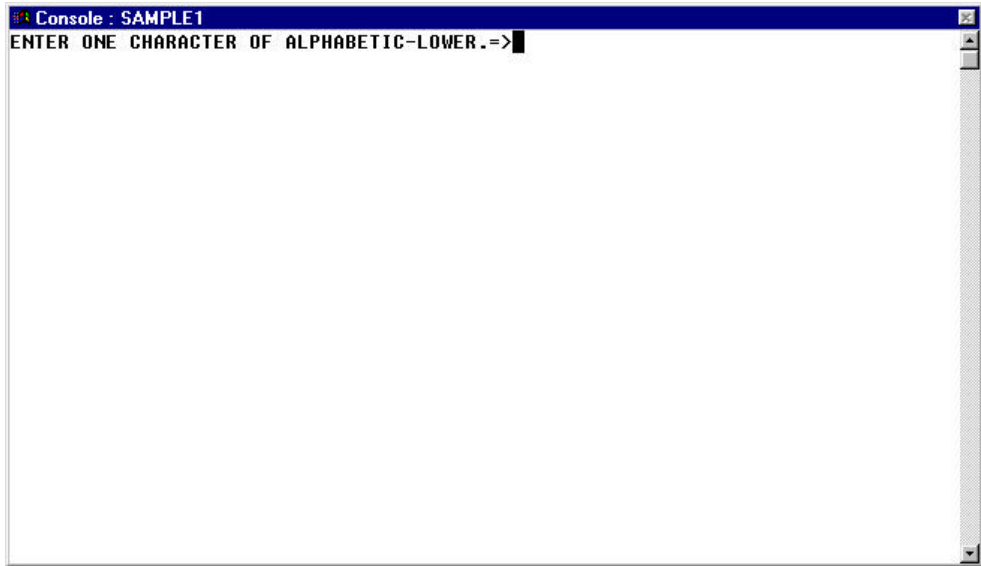 Console : SAMPLE1
ENTER ONE CHARACTER OF ALPHABETIC-LOWER.=>